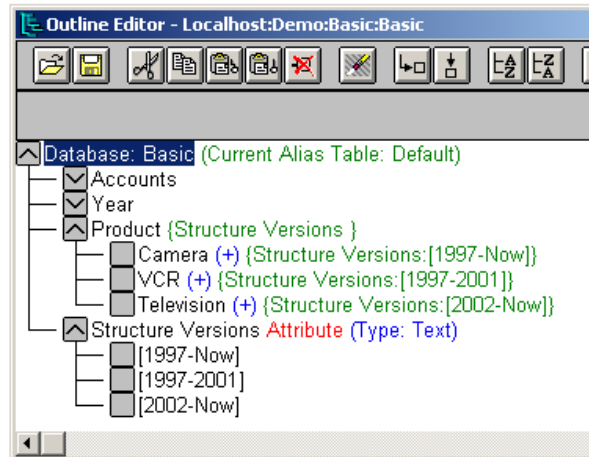 Outline Editor - Localhost:Demo:Basic:Basic
A Z
Z A
Database: Basic (Current Alias Table: Default)
Accounts
Year
Product {Structure Versions }
Camera (+) {Structure Versions:[1997-Now]}
VCR (+) {Structure Versions:[1997-2001]}
Television (+) {Structure Versions:[2002-Now]}
Structure Versions Attribute (Type: Text)
[1997-Now]
[1997-2001]
[2002-Now]